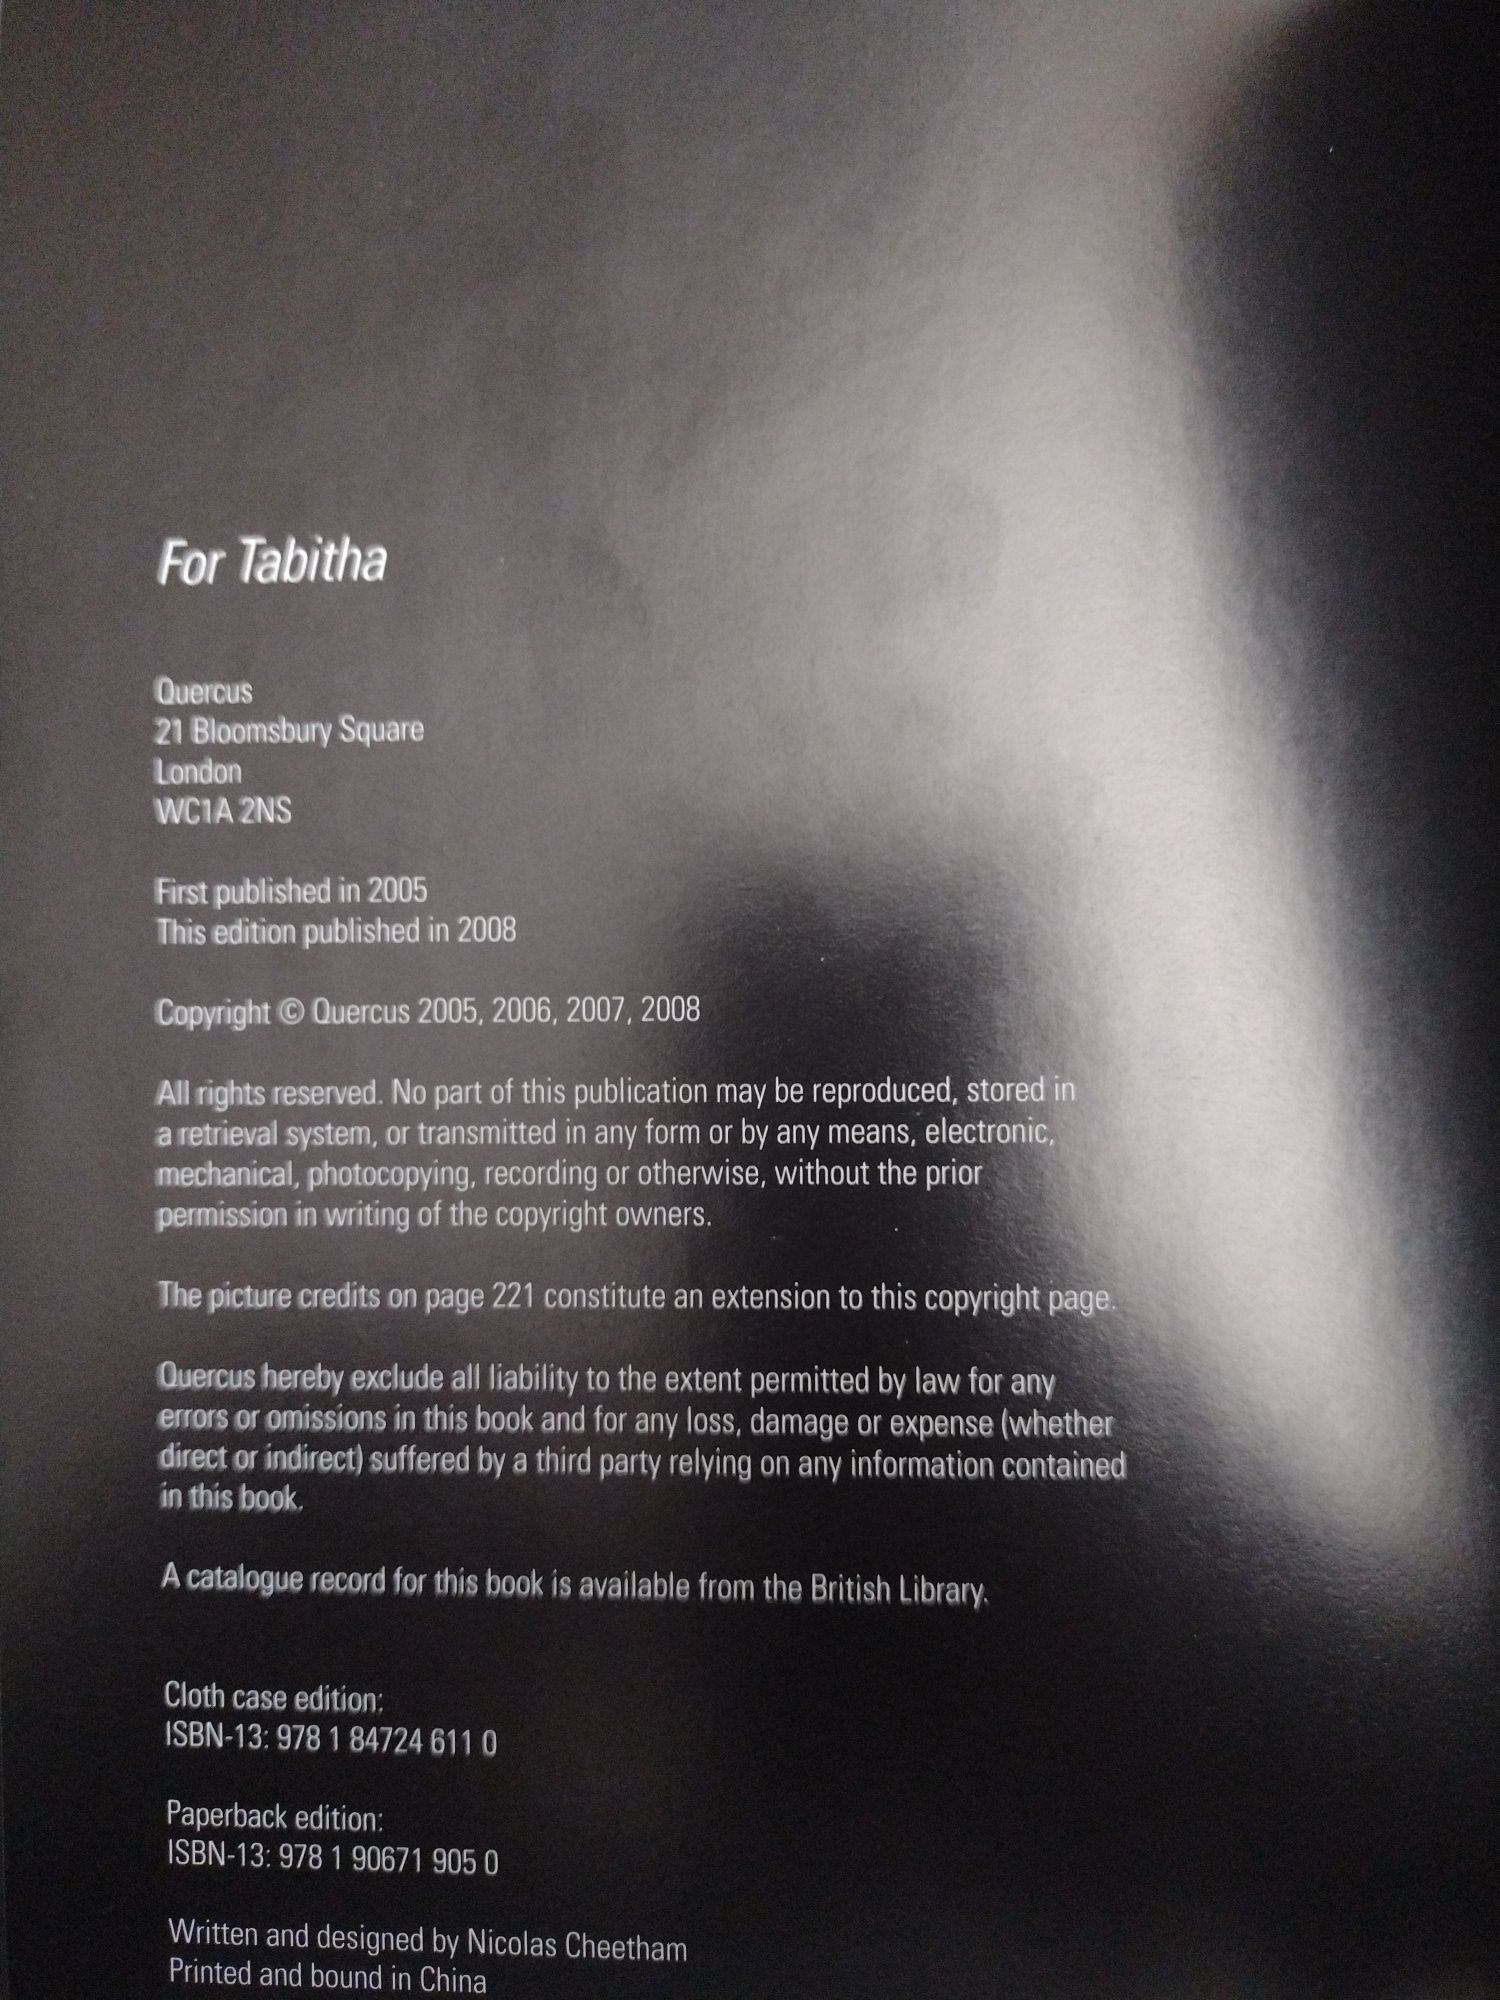 For Tabitha
Quercus
21 Bloomsbury Square
London
WC1A 2NS
First published in 2005
This edition published in 2008
Copyright © Quercus 2005, 2006, 2007, 2008
All rights reserved. No part of this publication may be reproduced, stored in
a retrieval system, or transmitted in any form or by any means, electronic,
mechanical, photocopying, recording or otherwise, without the prior
permission in writing of the copyright owners.
The picture credits on page 221 constitute an extension to this copyright page.
Quercus hereby exclude all liability to the extent permitted by law for any
errors or omissions in this book and for any loss, damage or expense (whether
direct or indirect) suffered by a third party relying on any information contained
in this book.
A catalogue record for this book is available from the British Library.
Cloth case edition:
ISBN-13: 978 1 84724 611 0
Paperback edition:
ISBN-13: 978 1 90671 905 0
Written and designed by Nicolas Cheetham
Printed and bound in China